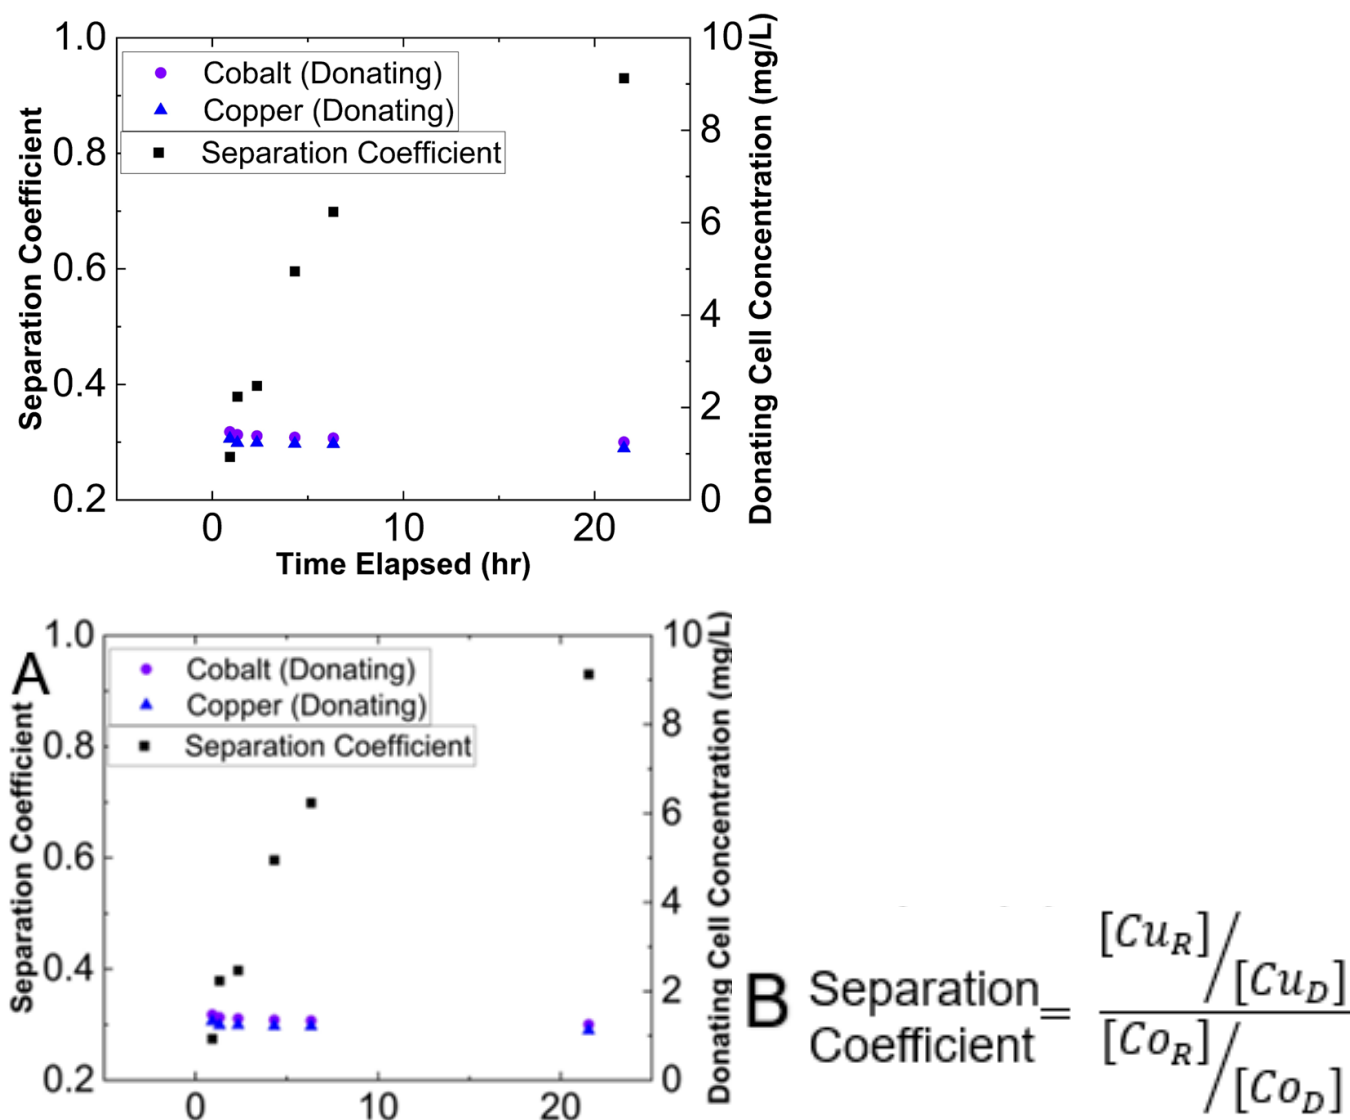 1.0
0.8
0.6
0.4
0.2
Separation Coefficient
Cobalt (Donating)
Copper (Donating)
Separation Coefficient
10
8
6
4
2
0
Donating Cell Concentration (mg/L)
0 10 20
Time Elapsed (hr)
A
1.0
0.8
0.6
0.4
0.2
Separation Coefficient
Cobalt (Donating)
Copper (Donating)
Separation Coefficient
10
8
6
4
2
0
Donating Cell Concentration (mg/L)
0 10 20
B
Separation
Coefficient
=
[Cu_R]/[Cu_D]
[Co_R]/[Co_D]